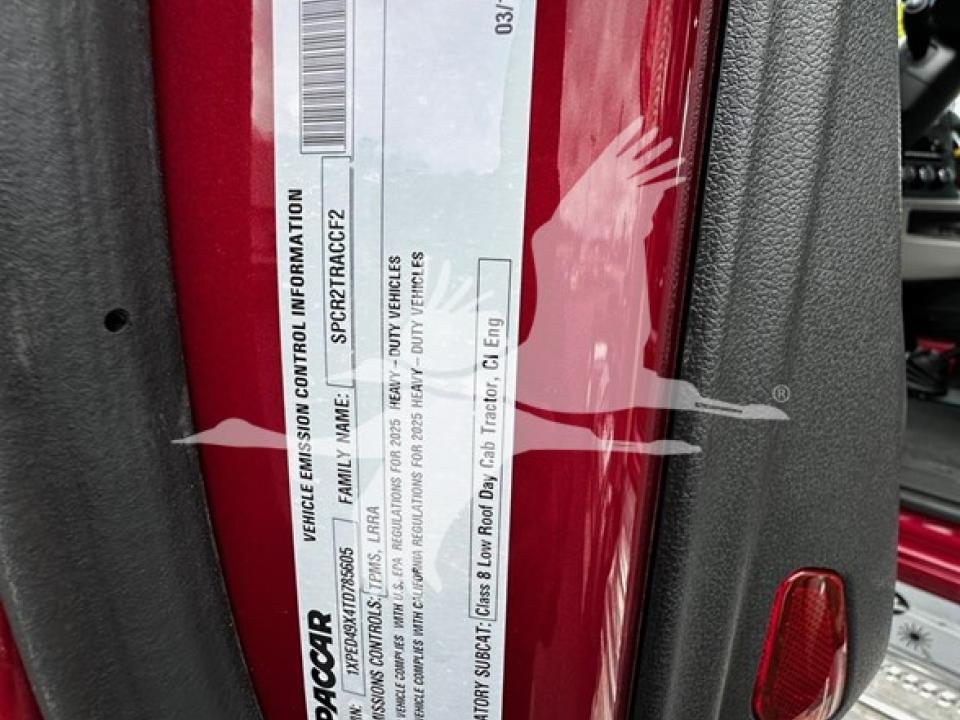 PACCAR
VEHICLE EMISSION CONTROL INFORMATION
1XPED49X4TD785605 FAMILY NAME: SPCR2TRACCF2
EMISSIONS CONTROLS: TPMS, LRRA
VEHICLE COMPLIES WITH U.S. EPA REGULATIONS FOR 2025 HEAVY-DUTY VEHICLES
VEHICLE COMPLIES WITH CALIFORNIA REGULATIONS FOR 2025 HEAVY-DUTY VEHICLES
SUBCAT: Class 8 Low Roof Day Cab Tractor, CI Eng
03/
®